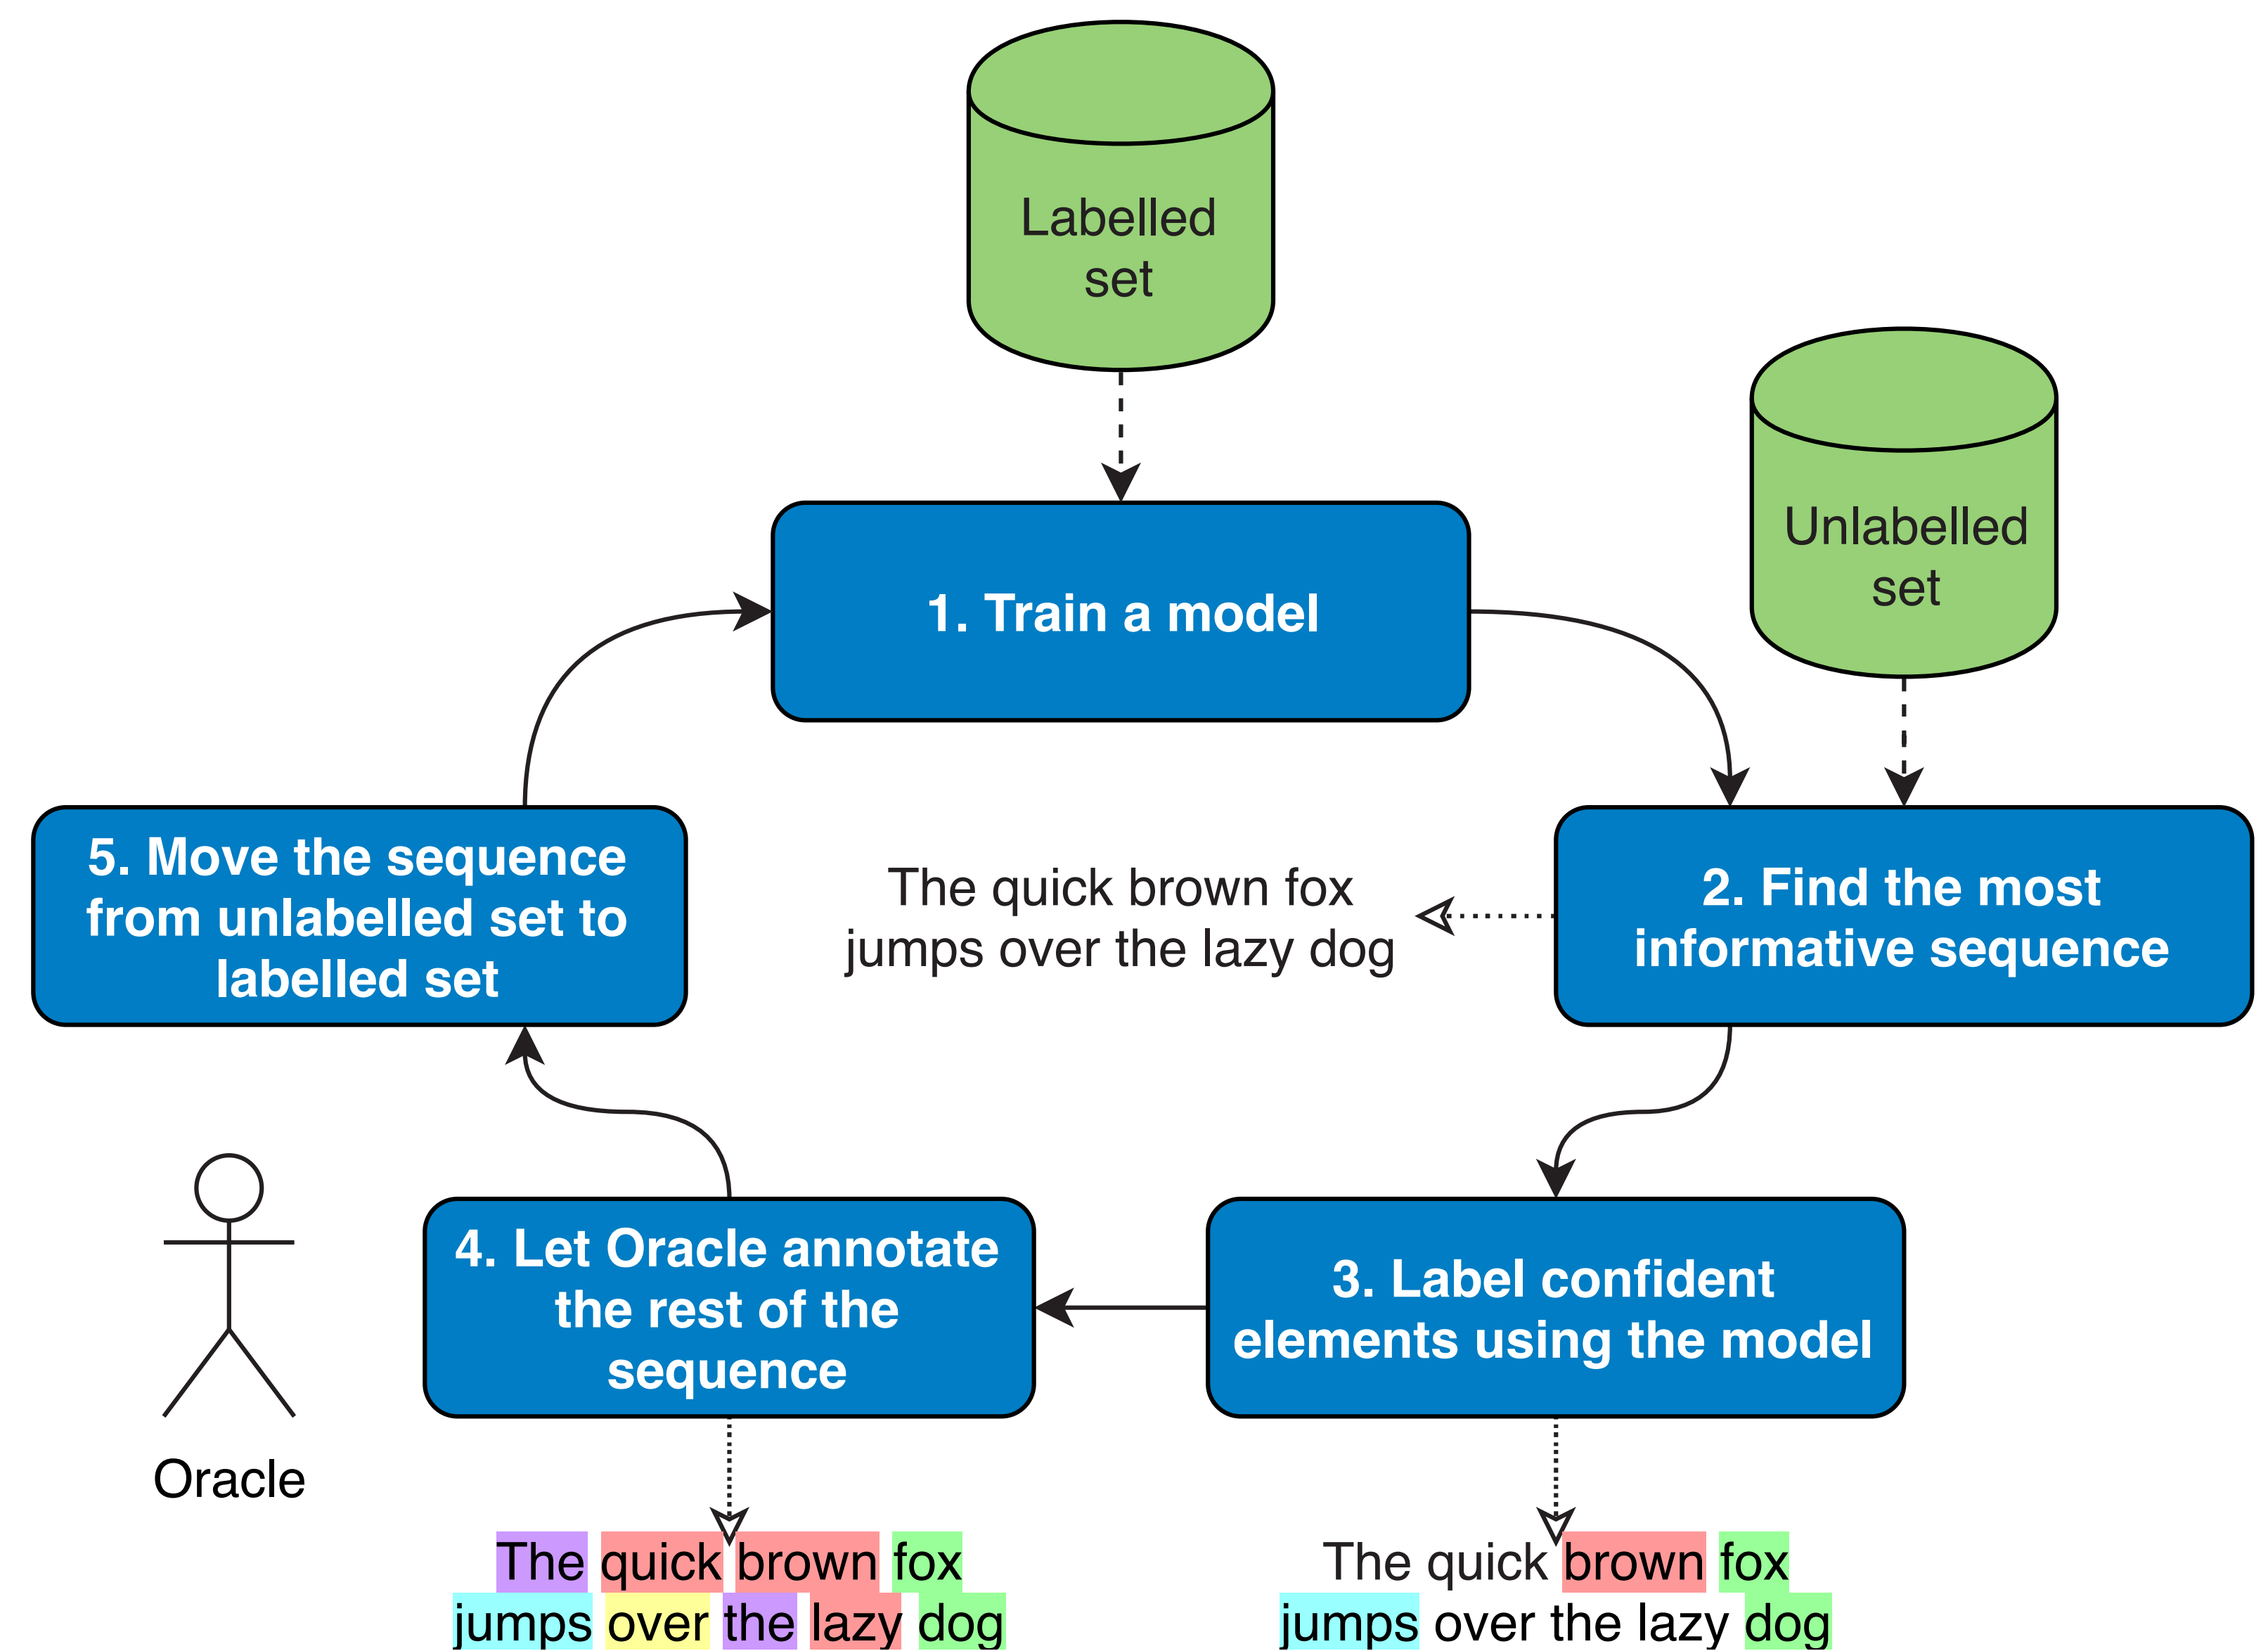 Labelled
set
Unlabelled
set
1. Train a model
2. Find the most
informative sequence
The quick brown fox
jumps over the lazy dog
3. Label confident
elements using the model
The quick brown fox
jumps over the lazy dog
4. Let Oracle annotate
the rest of the
sequence
The quick brown fox
jumps over the lazy dog
5. Move the sequence
from unlabelled set to
labelled set
Oracle